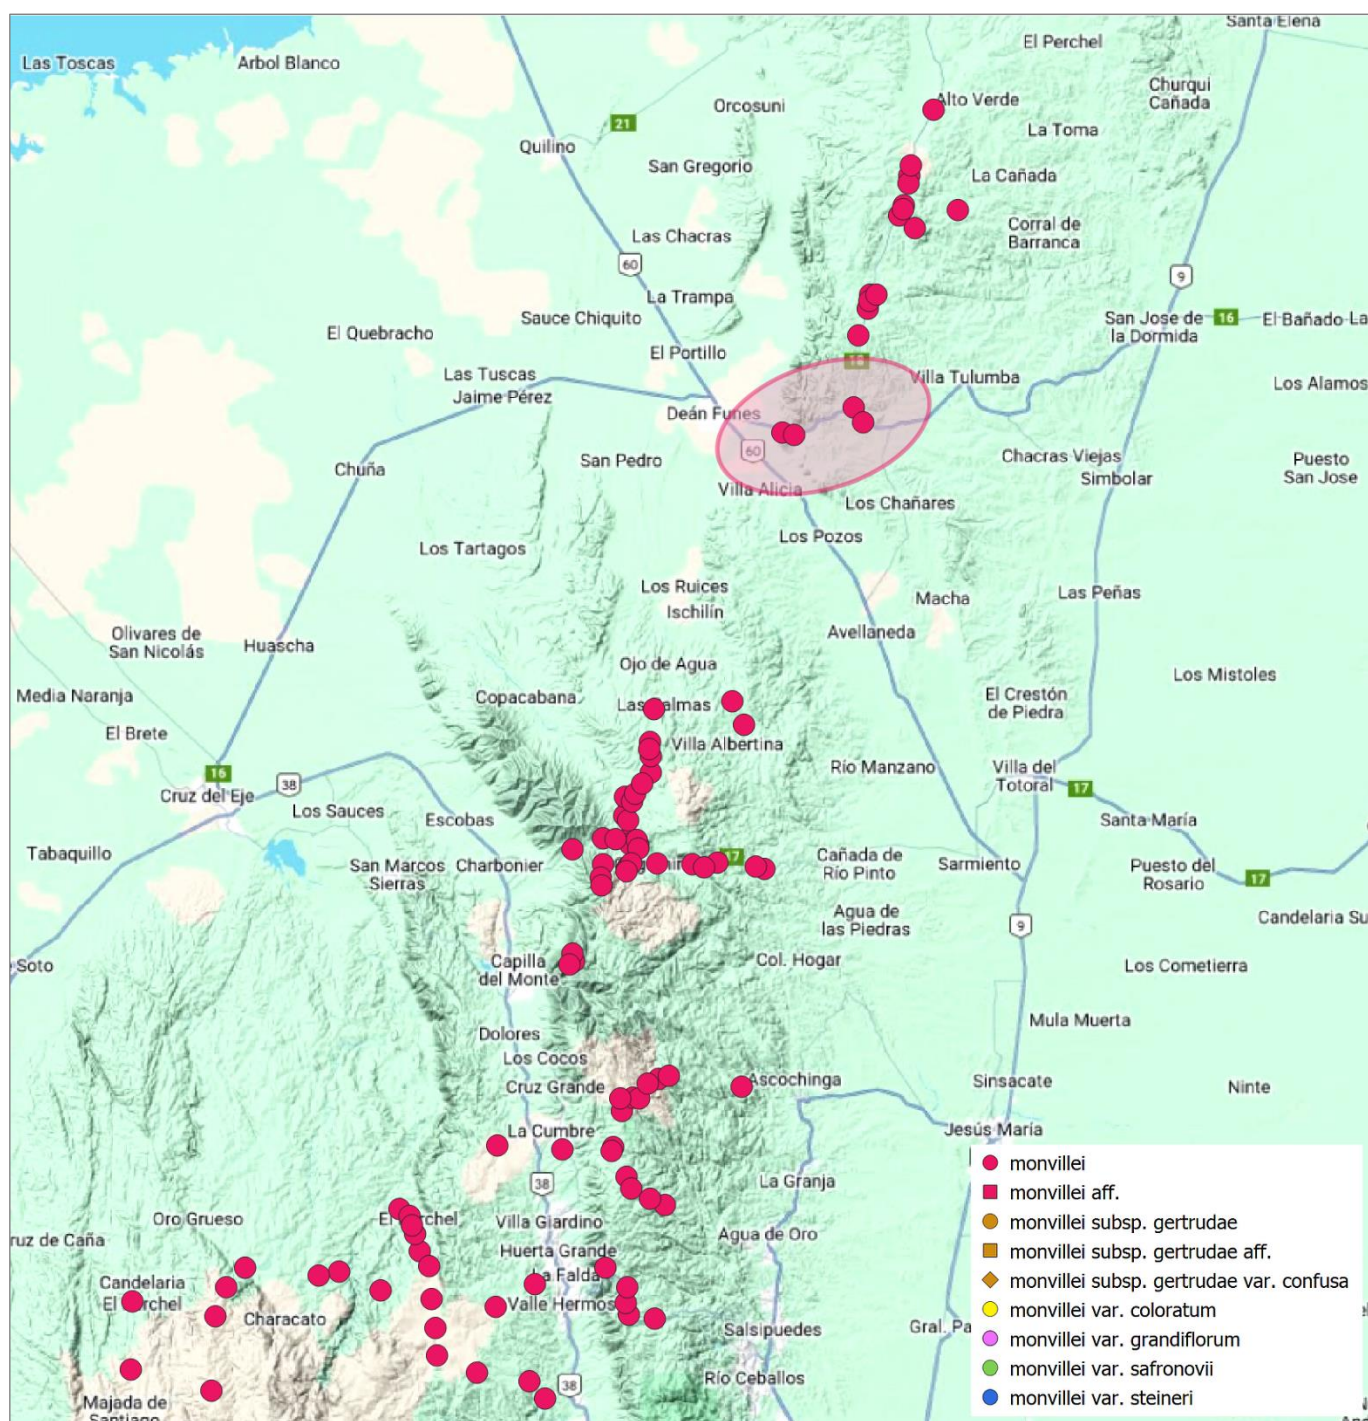 Santa Elena
El Perchel
Las Toscas
Arbol Blanco
Churqui
Cañada
Orcosuni
Alto Verde
21
La Toma
Quilino
San Gregorio
La Cañada
Corral de
Barranca
Las Chacras
60
9
La Trampa
Sauce Chiquito
San Jose de
la Dormida
16
El Bañado-La
El Quebracho
El Portillo
Las Tuscas
Jaime Pérez
Villa Tulumba
Los Alamos
Deán Funes
60
San Pedro
Chuña
Chacras Viejas
Simbolar
Puesto
San Jose
Villa Alicia
Los Chañares
Los Pozos
Los Tartagos
Los Ruices
Ischilín
Macha
Las Peñas
Olivares de
San Nicolás
Huascha
Avellaneda
Ojo de Agua
Los Mistoles
Media Naranja
Copacabana
El Crestón
de Piedra
El Brete
Villa Albertina
16
38
Río Manzano
Villa del
Totoral
17
Cruz del Eje
Los Sauces
Escobas
Santa María
Tabaquillo
San Marcos
Sierras
Charbonier
17
Cañada de
Río Pinto
Sarmiento
Puesto del
Rosario
17
Agua de
las Piedras
9
Candelaria Su
Soto
Capilla
del Monte
Col. Hogar
Los Cometierra
Mula Muerta
Dolores
Los Cocos
Cruz Grande
Ascochinga
Sinsacate
Ninte
La Cumbre
Jesús María
38
La Granja
Oro Grueso
Villa Giardino
ruz de Caña
Agua de Oro
Huerta Grande
La Falda
Candelaria
Characato
Salsipuedes
Gral. Pa
38
Río Ceballos
Majada de
Santiago
monvillei
monvillei aff.
monvillei subsp. gertrudae
monvillei subsp. gertrudae aff.
monvillei subsp. gertrudae var. confusa
monvillei var. coloratum
monvillei var. grandiflorum
monvillei var. safronovii
monvillei var. steineri